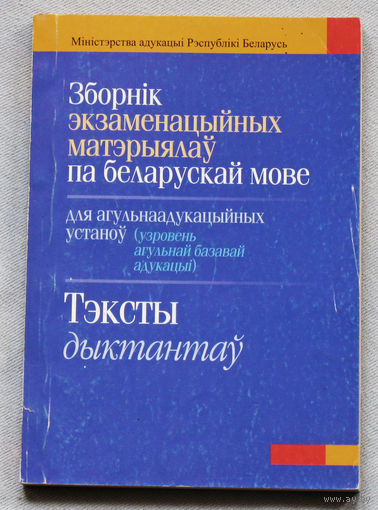 Міністэрства адукацыі Рэспублікі Беларусь
Зборнік
экзаменацыйных
матэрыялаў
па беларускай мове
для агульнаадукацыйных
устаноў (узровень
агульнай базавай
адукацыі)
Тэксты
дыктантаў